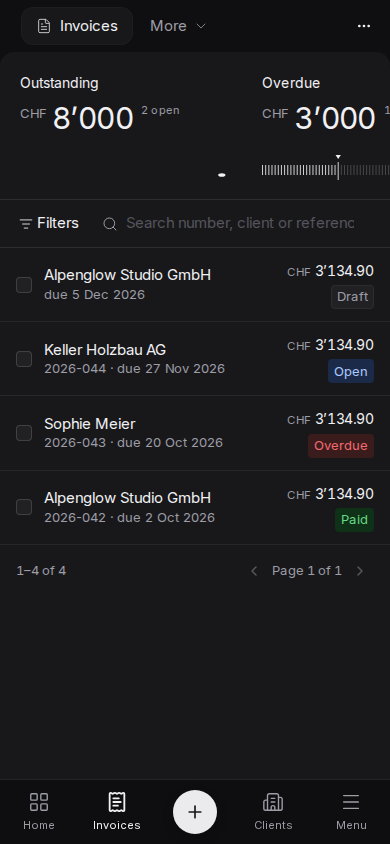 Invoices More
Outstanding Overdue
CHF 8’000 2 open CHF 3’000 1
Filters Search number, client or referenc
Alpenglow Studio GmbH CHF 3’134.90
due 5 Dec 2026 Draft
Keller Holzbau AG CHF 3’134.90
2026-044 · due 27 Nov 2026 Open
Sophie Meier CHF 3’134.90
2026-043 · due 20 Oct 2026 Overdue
Alpenglow Studio GmbH CHF 3’134.90
2026-042 · due 2 Oct 2026 Paid
1–4 of 4 Page 1 of 1
Home Invoices Clients Menu